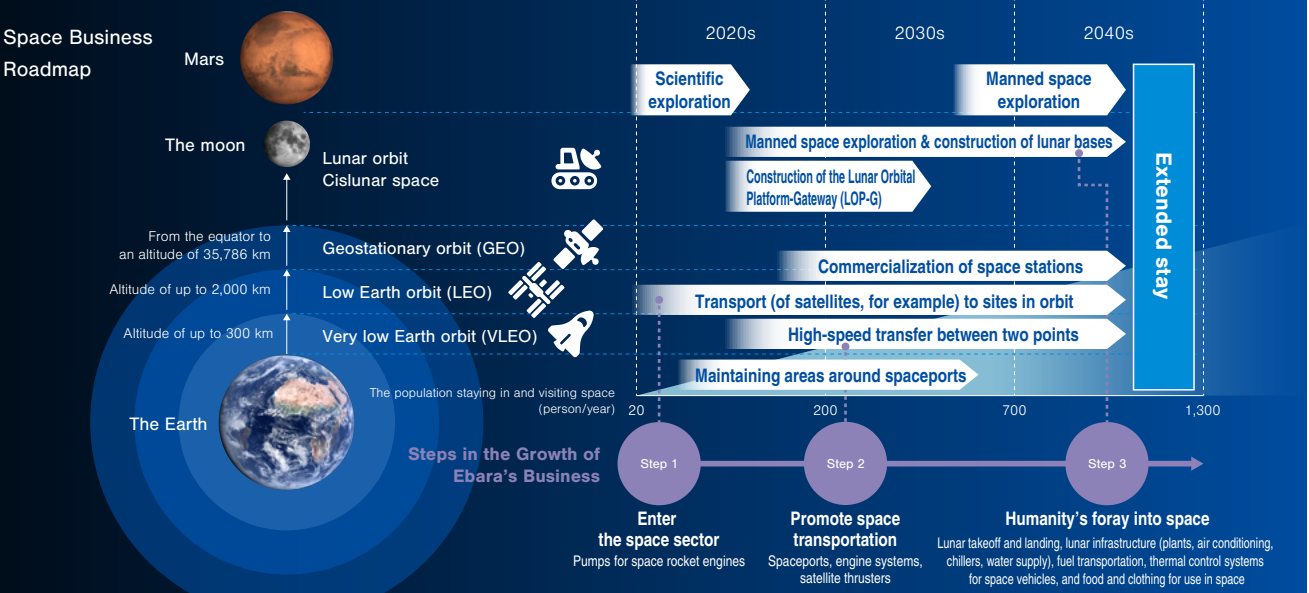 Space Business
Roadmap
Mars
The moon
Lunar orbit
Cislunar space
From the equator to
an altitude of 35,786 km
Geostationary orbit (GEO)
Altitude of up to 2,000 km
Low Earth orbit (LEO)
Altitude of up to 300 km
Very low Earth orbit (VLEO)
The Earth
2020s
2030s
2040s
Scientific
exploration
Manned space
exploration
Manned space exploration & construction of lunar bases
Construction of the Lunar Orbital
Platform-Gateway (LOP-G)
Commercialization of space stations
Transport (of satellites, for example) to sites in orbit
High-speed transfer between two points
Maintaining areas around spaceports
Extended stay
The population staying in and visiting space
(person/year)
20
200
700
1,300
Steps in the Growth of
Ebara's Business
Step 1
Step 2
Step 3
Enter
the space sector
Pumps for space rocket engines
Promote space
transportation
Spaceports, engine systems,
satellite thrusters
Humanity's foray into space
Lunar takeoff and landing, lunar infrastructure (plants, air conditioning,
chillers, water supply), fuel transportation, thermal control systems
for space vehicles, and food and clothing for use in space